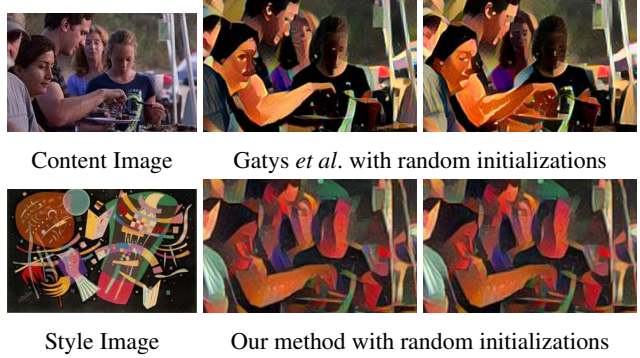 Content Image
Gatys et al. with random initializations
Style Image
Our method with random initializations